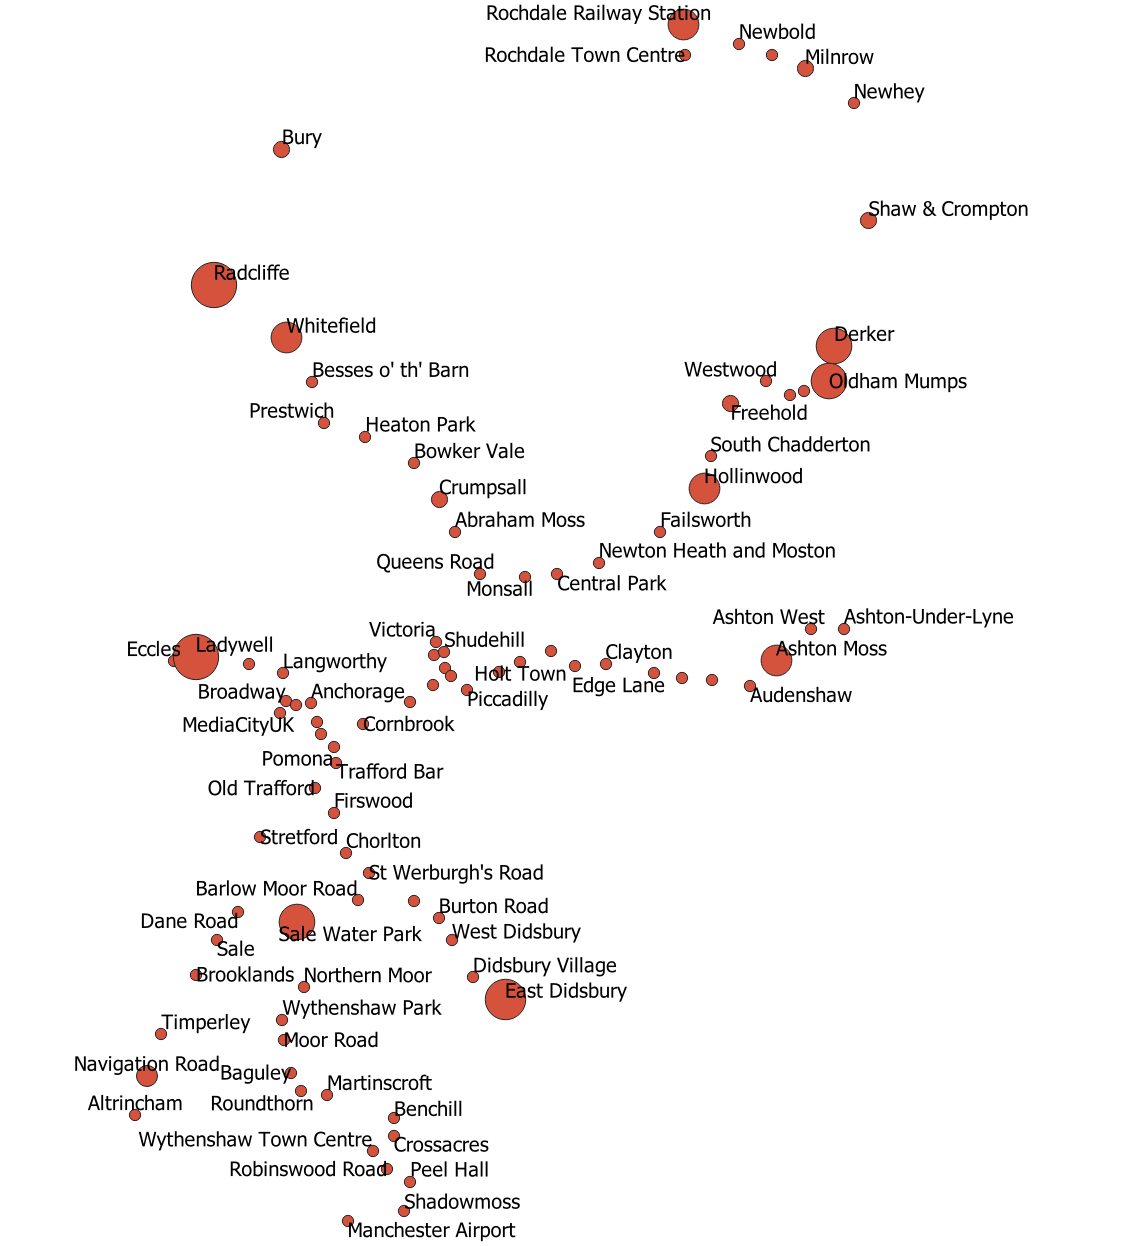 Rochdale Railway Station
Newbold
Rochdale Town Centre
Milnrow
Newhey
Bury
Shaw & Crompton
Radcliffe
Whitefield
Derker
Besses o' th' Barn
Westwood
Oldham Mumps
Prestwich
Freehold
Heaton Park
South Chadderton
Bowker Vale
Hollinwood
Crumpsall
Abraham Moss
Failsworth
Newton Heath and Moston
Queens Road
Central Park
Monsall
Ashton West
Ashton-Under-Lyne
Victoria
Shudehill
Eccles
Ladywell
Ashton Moss
Clayton
Langworthy
Holt Town
Edge Lane
Broadway
Anchorage
Piccadilly
Audenshaw
MediaCityUK
Cornbrook
Pomona
Trafford Bar
Old Trafford
Firswood
Stretford
Chorlton
St Werburgh's Road
Barlow Moor Road
Burton Road
Dane Road
Sale Water Park
West Didsbury
Sale
Didsbury Village
Brooklands
Northern Moor
East Didsbury
Wythenshaw Park
Timperley
Moor Road
Navigation Road
Baguley
Martinscroft
Altrincham
Roundthorn
Benchill
Wythenshaw Town Centre
Crossacres
Robinswood Road
Peel Hall
Shadowmoss
Manchester Airport